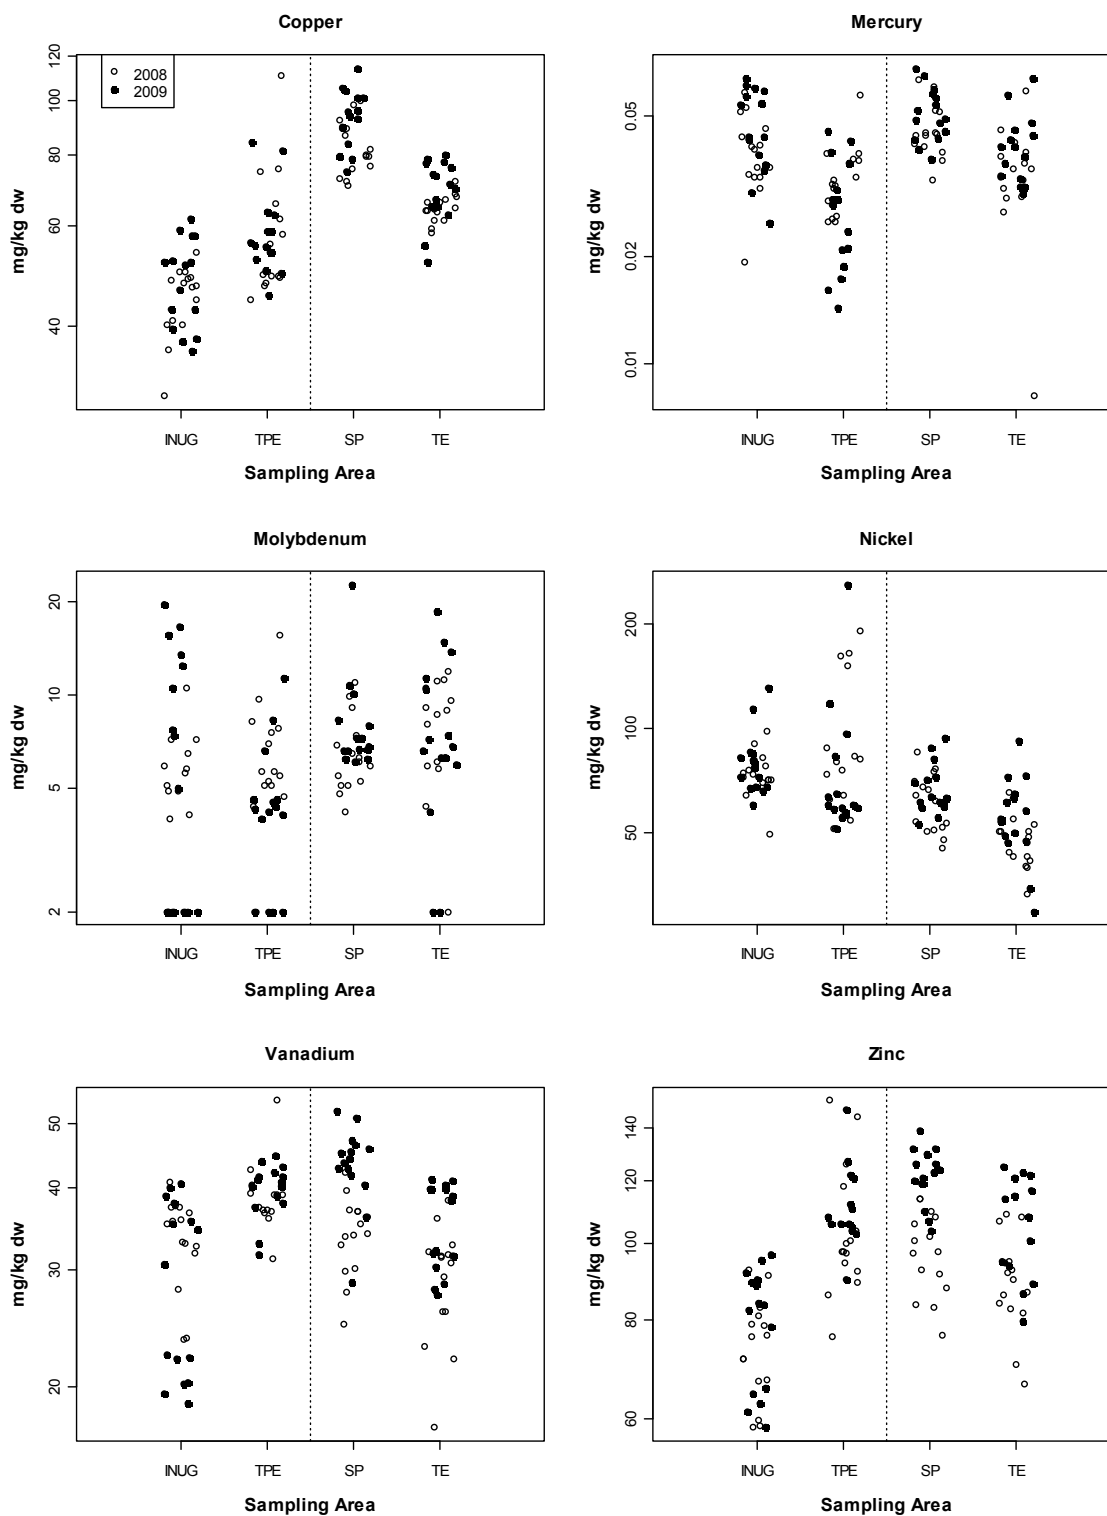 Copper
mg/kg dw
120
100
80
60
40
2008
2009
INUG TPE SP TE
Sampling Area
Mercury
mg/kg dw
0.05
0.02
0.01
INUG TPE SP TE
Sampling Area
Molybdenum
mg/kg dw
20
10
5
2
INUG TPE SP TE
Sampling Area
Nickel
mg/kg dw
200
100
50
INUG TPE SP TE
Sampling Area
Vanadium
mg/kg dw
50
40
30
20
INUG TPE SP TE
Sampling Area
Zinc
mg/kg dw
140
120
100
80
60
INUG TPE SP TE
Sampling Area